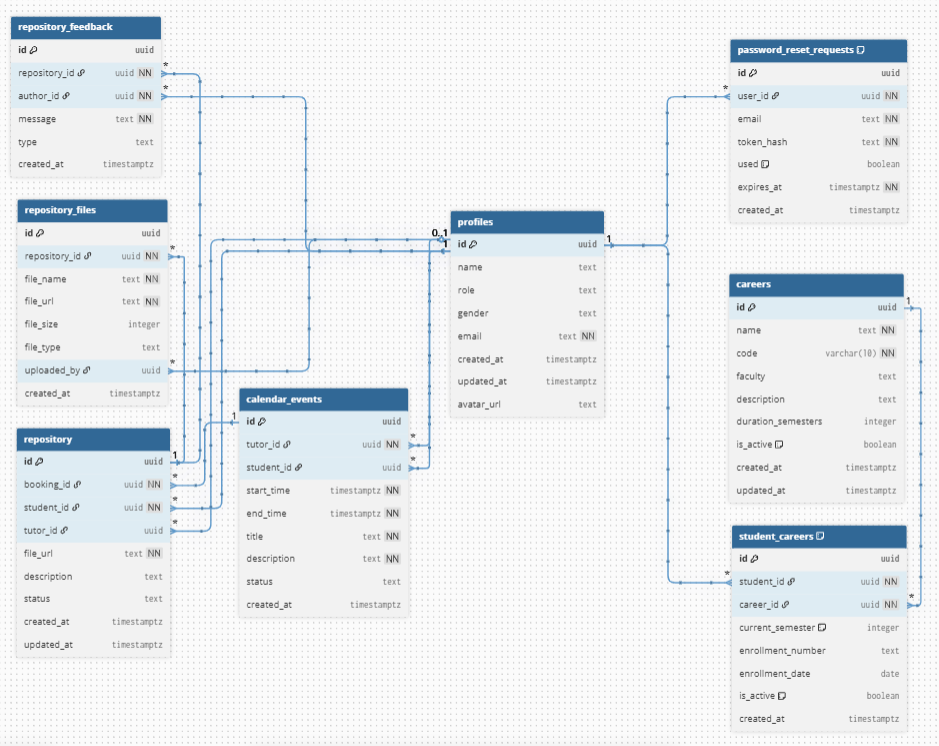 repository_feedback
id uuid
repository_id uuid NN
author_id uuid NN
message text NN
type text
created_at timestamptz
*
*
repository_files
id uuid
repository_id uuid NN
file_name text NN
file_url text NN
file_size integer
file_type text
uploaded_by uuid
created_at timestamptz
*
*
repository
id uuid
booking_id uuid NN
student_id uuid NN
tutor_id uuid
file_url text NN
description text
status text
created_at timestamptz
updated_at timestamptz
1
*
*
*
calendar_events
1
id uuid
tutor_id uuid NN
student_id uuid
start_time timestamptz NN
end_time timestamptz NN
title text NN
description text NN
status text
created_at timestamptz
*
*
profiles
0..1
1
id uuid
1
name text
role text
gender text
email text NN
created_at timestamptz
updated_at timestamptz
avatar_url text
password_reset_requests
id uuid
*
user_id uuid NN
email text NN
token_hash text NN
used boolean
expires_at timestamptz NN
created_at timestamptz
careers
id uuid
1
name text NN
code varchar(10) NN
faculty text
description text
duration_semesters integer
is_active boolean
created_at timestamptz
updated_at timestamptz
student_careers
id uuid
*
student_id uuid NN
career_id uuid NN
*
current_semester integer
enrollment_number text
enrollment_date date
is_active boolean
created_at timestamptz